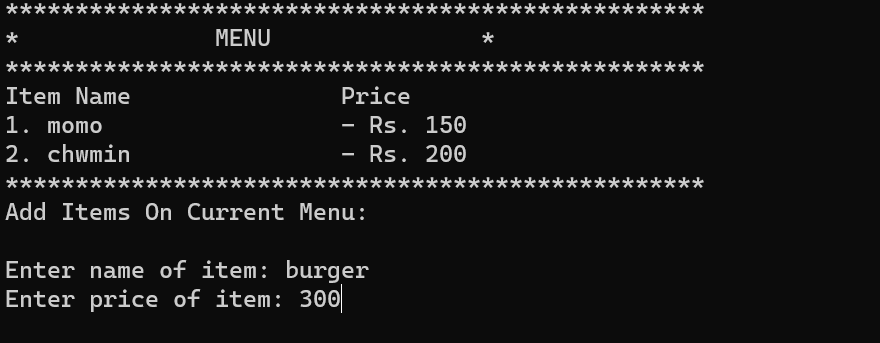 **************************************************
*              MENU               *
**************************************************
Item Name               Price
1. momo                 - Rs. 150
2. chwmin               - Rs. 200
**************************************************
Add Items On Current Menu:
Enter name of item: burger
Enter price of item: 300